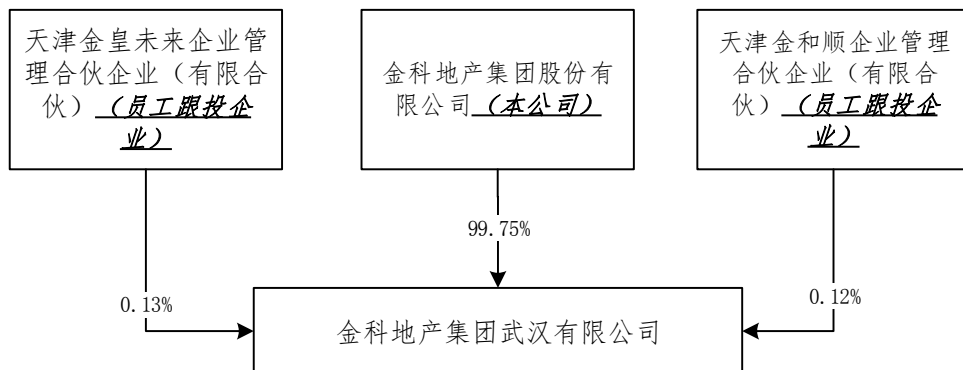 天津金皇未来企业管
理合伙企业（有限合
伙）（员工跟投企
业）
金科地产集团股份有
限公司（本公司）
天津金和顺企业管理
合伙企业（有限合
伙）（员工跟投企
业）
99.75%
0.13%
0.12%
金科地产集团武汉有限公司